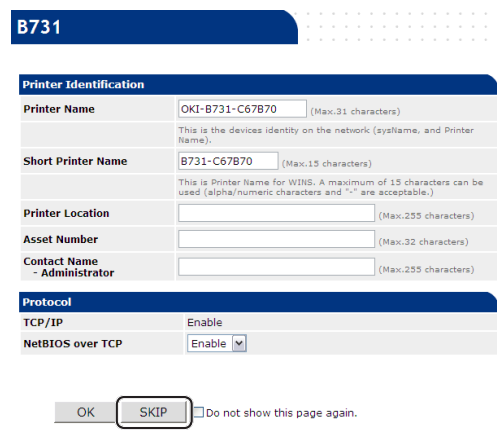 B731
Printer Identification
Printer Name OKI-B731-C67B70 (Max.31 characters)
This is the devices identity on the network (sysName, and Printer
Name).
Short Printer Name B731-C67B70 (Max.15 characters)
This is Printer Name for WINS. A maximum of 15 characters can be
used (alpha/numeric characters and "-" are acceptable.)
Printer Location (Max.255 characters)
Asset Number (Max.32 characters)
Contact Name
- Administrator (Max.255 characters)
Protocol
TCP/IP Enable
NetBIOS over TCP Enable
OK SKIP Do not show this page again.